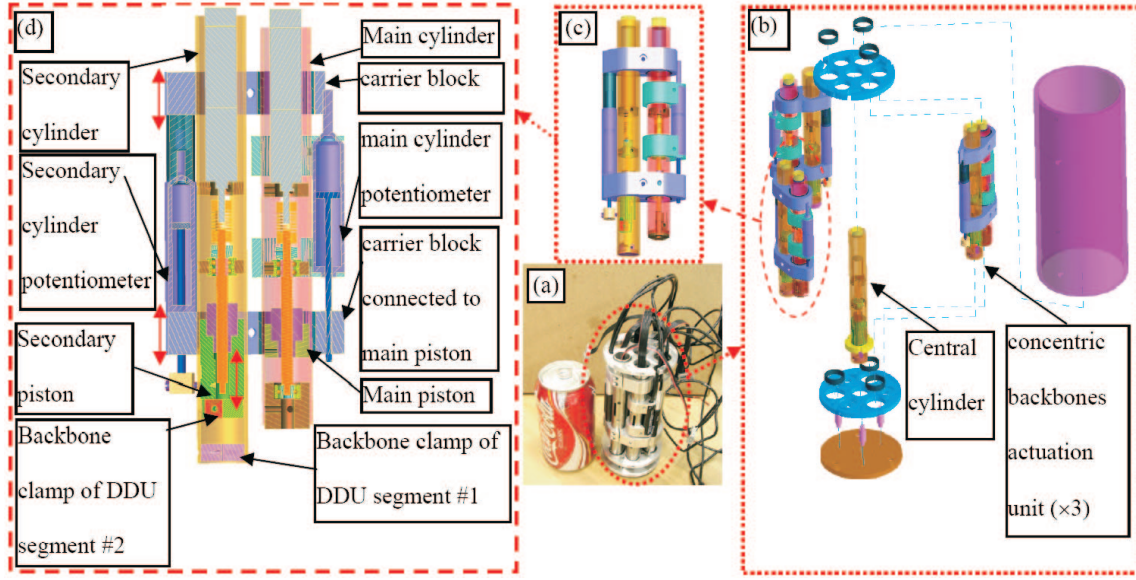 (d)
Secondary
cylinder
Secondary
cylinder
potentiometer
Secondary
piston
Backbone
clamp of DDU
segment #2
Main cylinder
carrier block
main cylinder
potentiometer
carrier block
connected to
main piston
Main piston
Backbone clamp of
DDU segment #1
(c)
(a)
Coca-Cola
(b)
Central
cylinder
concentric
backbones
actuation
unit (×3)